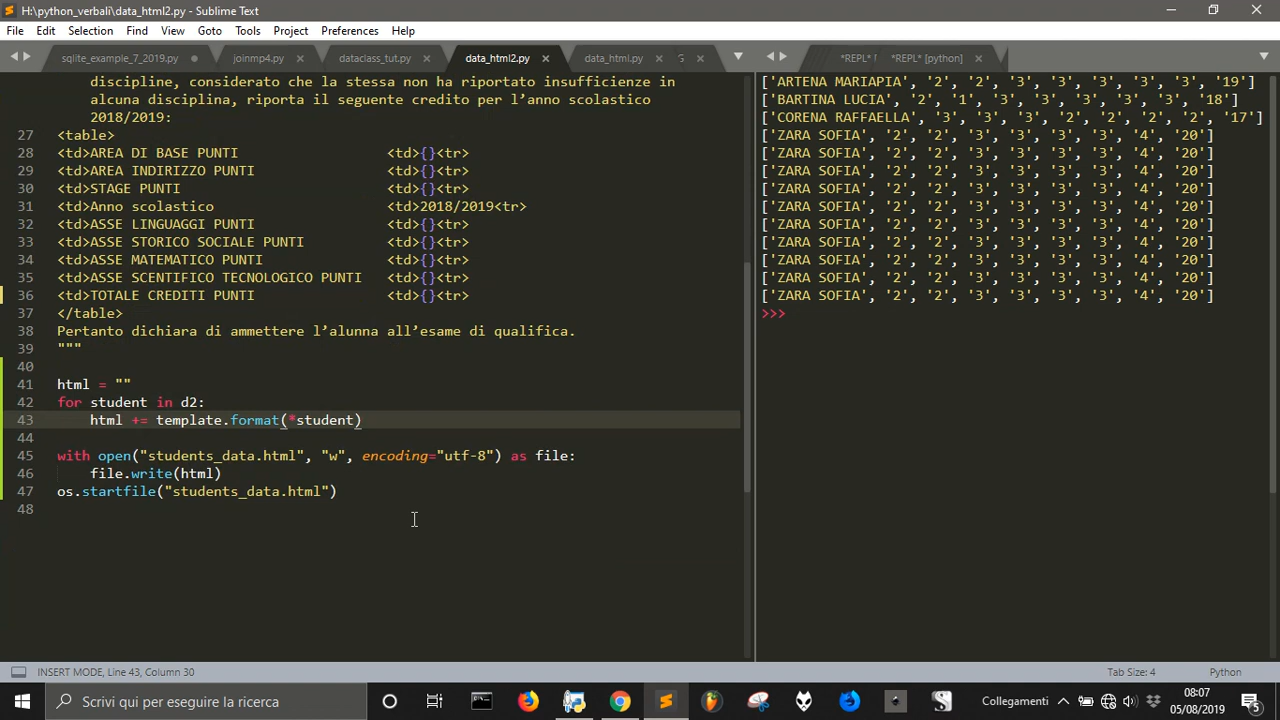 H:\python_verbali\data_html2.py - Sublime Text
File Edit Selection Find View Goto Tools Project Preferences Help
sqlite_example_7_2019.py joinmp4.py dataclass_tut.py data_html2.py data_html.py *REPL* [ *REPL* [python]
discipline, considerato che la stessa non ha riportato insufficienze in
alcuna disciplina, riporta il seguente credito per l’anno scolastico
2018/2019:
27 <table>
28 <td>AREA DI BASE PUNTI <td>{}<tr>
29 <td>AREA INDIRIZZO PUNTI <td>{}<tr>
30 <td>STAGE PUNTI <td>{}<tr>
31 <td>Anno scolastico <td>2018/2019<tr>
32 <td>ASSE LINGUAGGI PUNTI <td>{}<tr>
33 <td>ASSE STORICO SOCIALE PUNTI <td>{}<tr>
34 <td>ASSE MATEMATICO PUNTI <td>{}<tr>
35 <td>ASSE SCENTIFICO TECNOLOGICO PUNTI <td>{}<tr>
36 <td>TOTALE CREDITI PUNTI <td>{}<tr>
37 </table>
38 Pertanto dichiara di ammettere l’alunna all’esame di qualifica.
39 """
40
41 html = ""
42 for student in d2:
43 html += template.format(*student)
44
45 with open("students_data.html", "w", encoding="utf-8") as file:
46 file.write(html)
47 os.startfile("students_data.html")
48
['ARTENA MARIAPIA', '2', '2', '3', '3', '3', '3', '3', '19']
['BARTINA LUCIA', '2', '1', '3', '3', '3', '3', '3', '18']
['CORENA RAFFAELLA', '3', '3', '3', '2', '2', '2', '2', '17']
['ZARA SOFIA', '2', '2', '3', '3', '3', '3', '4', '20']
['ZARA SOFIA', '2', '2', '3', '3', '3', '3', '4', '20']
['ZARA SOFIA', '2', '2', '3', '3', '3', '3', '4', '20']
['ZARA SOFIA', '2', '2', '3', '3', '3', '3', '4', '20']
['ZARA SOFIA', '2', '2', '3', '3', '3', '3', '4', '20']
['ZARA SOFIA', '2', '2', '3', '3', '3', '3', '4', '20']
['ZARA SOFIA', '2', '2', '3', '3', '3', '3', '4', '20']
['ZARA SOFIA', '2', '2', '3', '3', '3', '3', '4', '20']
['ZARA SOFIA', '2', '2', '3', '3', '3', '3', '4', '20']
['ZARA SOFIA', '2', '2', '3', '3', '3', '3', '4', '20']
>>>
INSERT MODE, Line 43, Column 30 Tab Size: 4 Python
Scrivi qui per eseguire la ricerca Collegamenti 08:07
05/08/2019 5